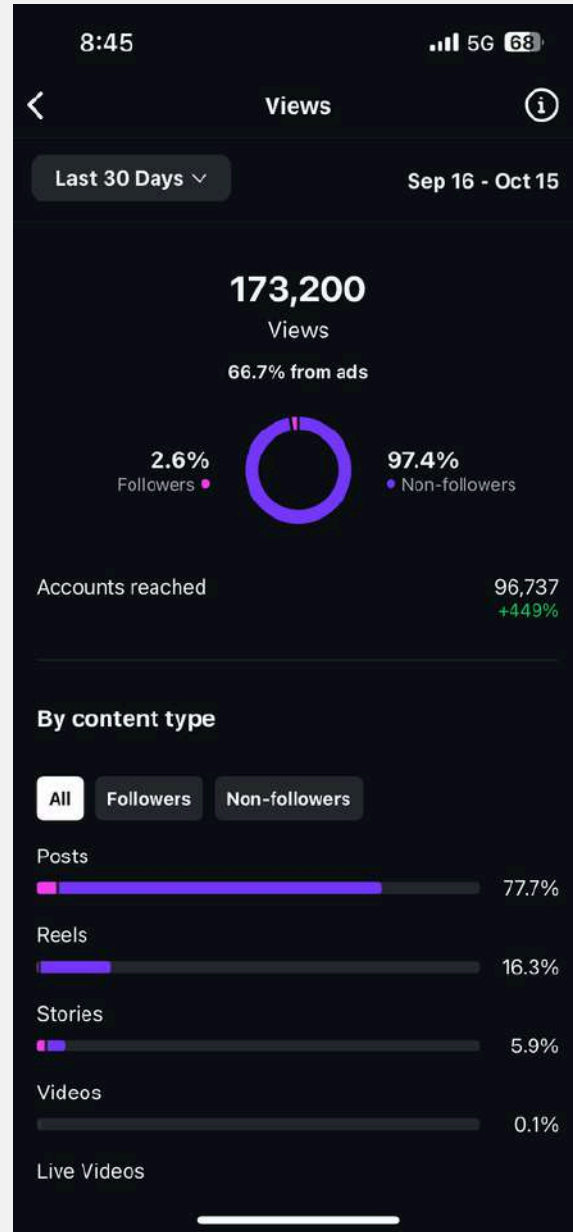 8:45
5G 68
Views
Last 30 Days
Sep 16 - Oct 15
173,200
Views
66.7% from ads
2.6%
Followers
97.4%
Non-followers
Accounts reached
96,737
+449%
By content type
All
Followers
Non-followers
Posts
77.7%
Reels
16.3%
Stories
5.9%
Videos
0.1%
Live Videos